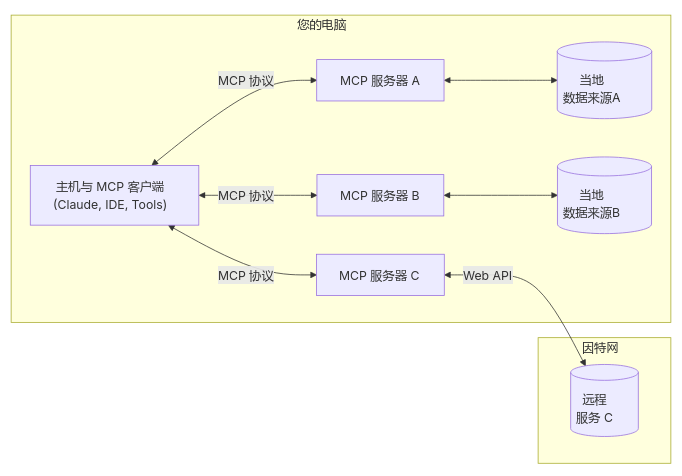 您的电脑
MCP 协议
MCP 服务器 A
当地
数据来源A
主机与 MCP 客户端
(Claude, IDE, Tools)
MCP 协议
MCP 服务器 B
当地
数据来源B
MCP 协议
MCP 服务器 C
Web API
因特网
远程
服务 C